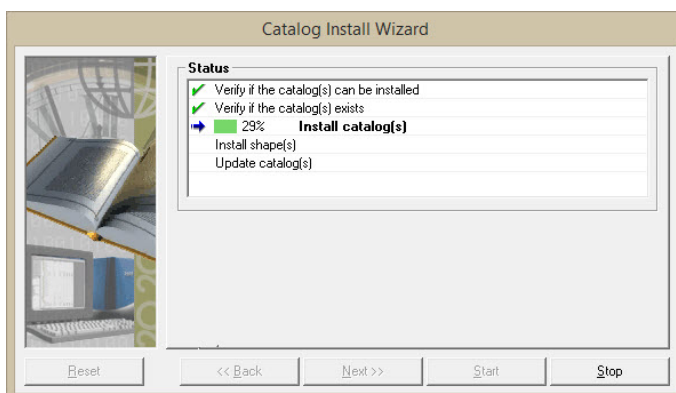 Catalog Install Wizard
Status
Verify if the catalog(s) can be installed
Verify if the catalog(s) exists
29% Install catalog(s)
Install shape(s)
Update catalog(s)
Reset
<< Back
Next >>
Start
Stop